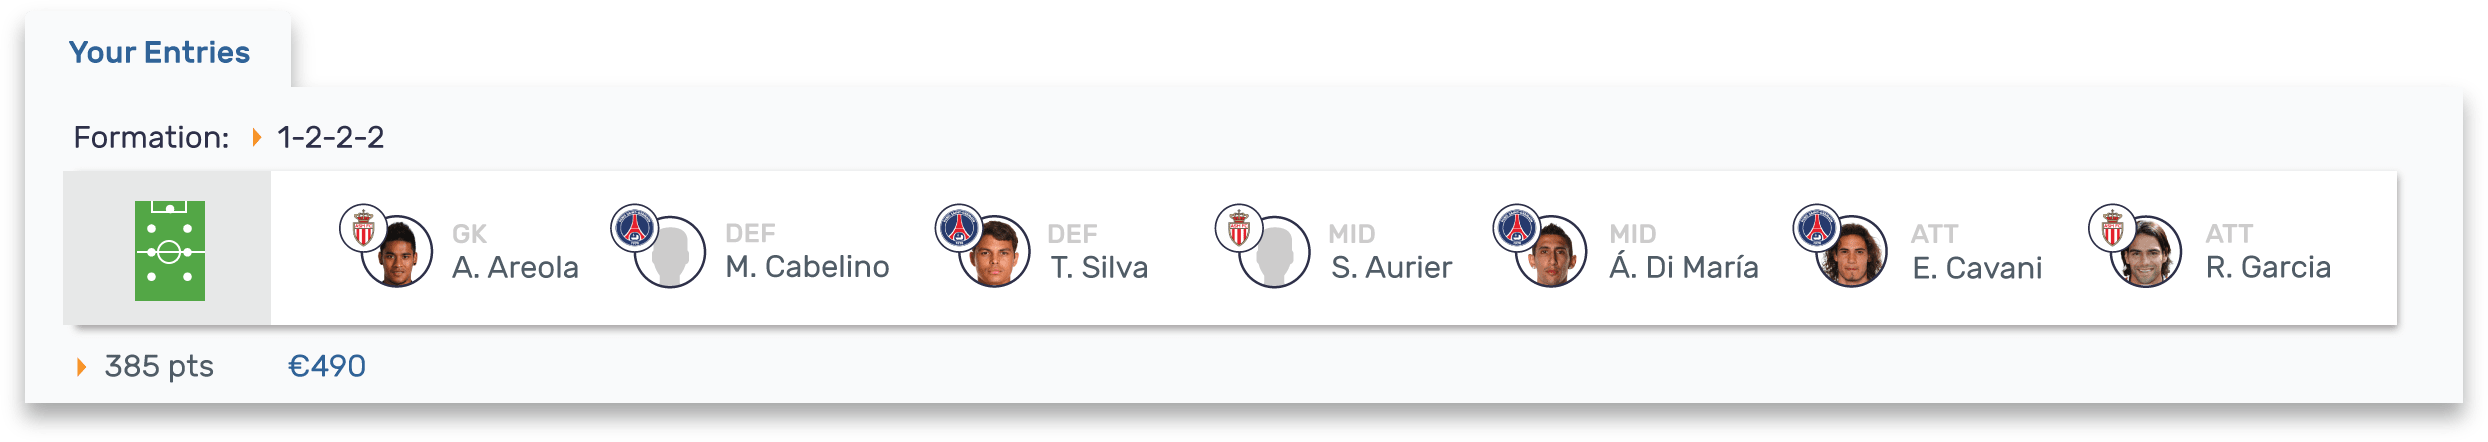 Your Entries
Formation: 1-2-2-2
GK
A. Areola
DEF
M. Cabelino
DEF
T. Silva
MID
S. Aurier
MID
Á. Di María
ATT
E. Cavani
ATT
R. Garcia
385 pts €490